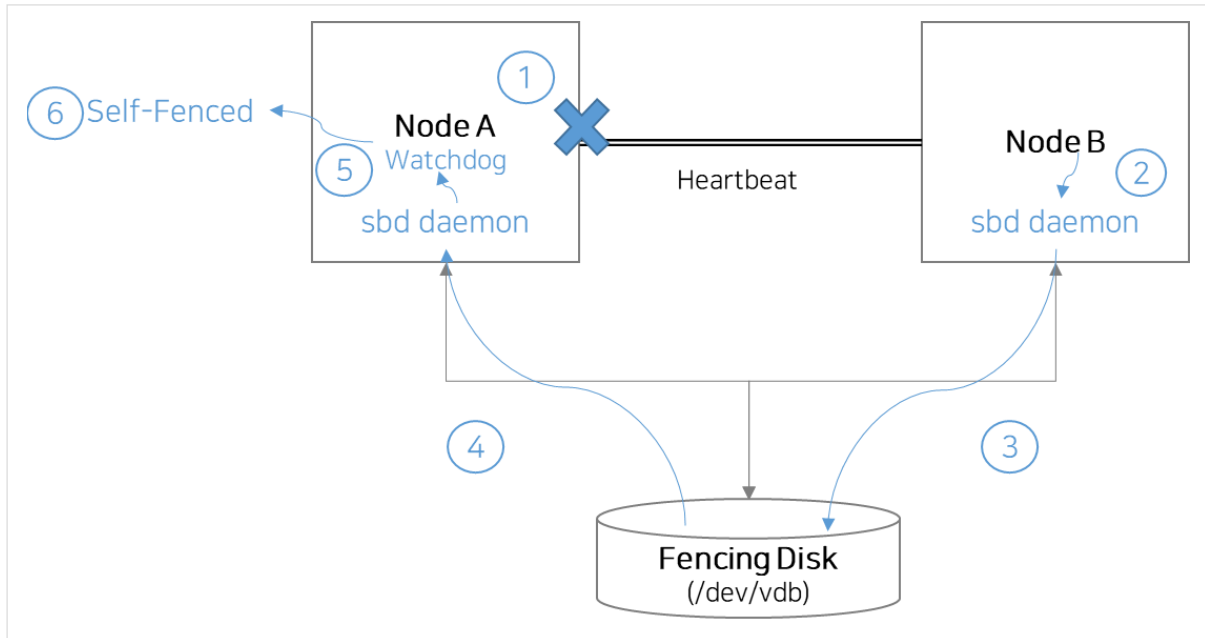 1
6 Self-Fenced
Node A
5 Watchdog
sbd daemon
Heartbeat
Node B
2
sbd daemon
4
3
Fencing Disk
(/dev/vdb)